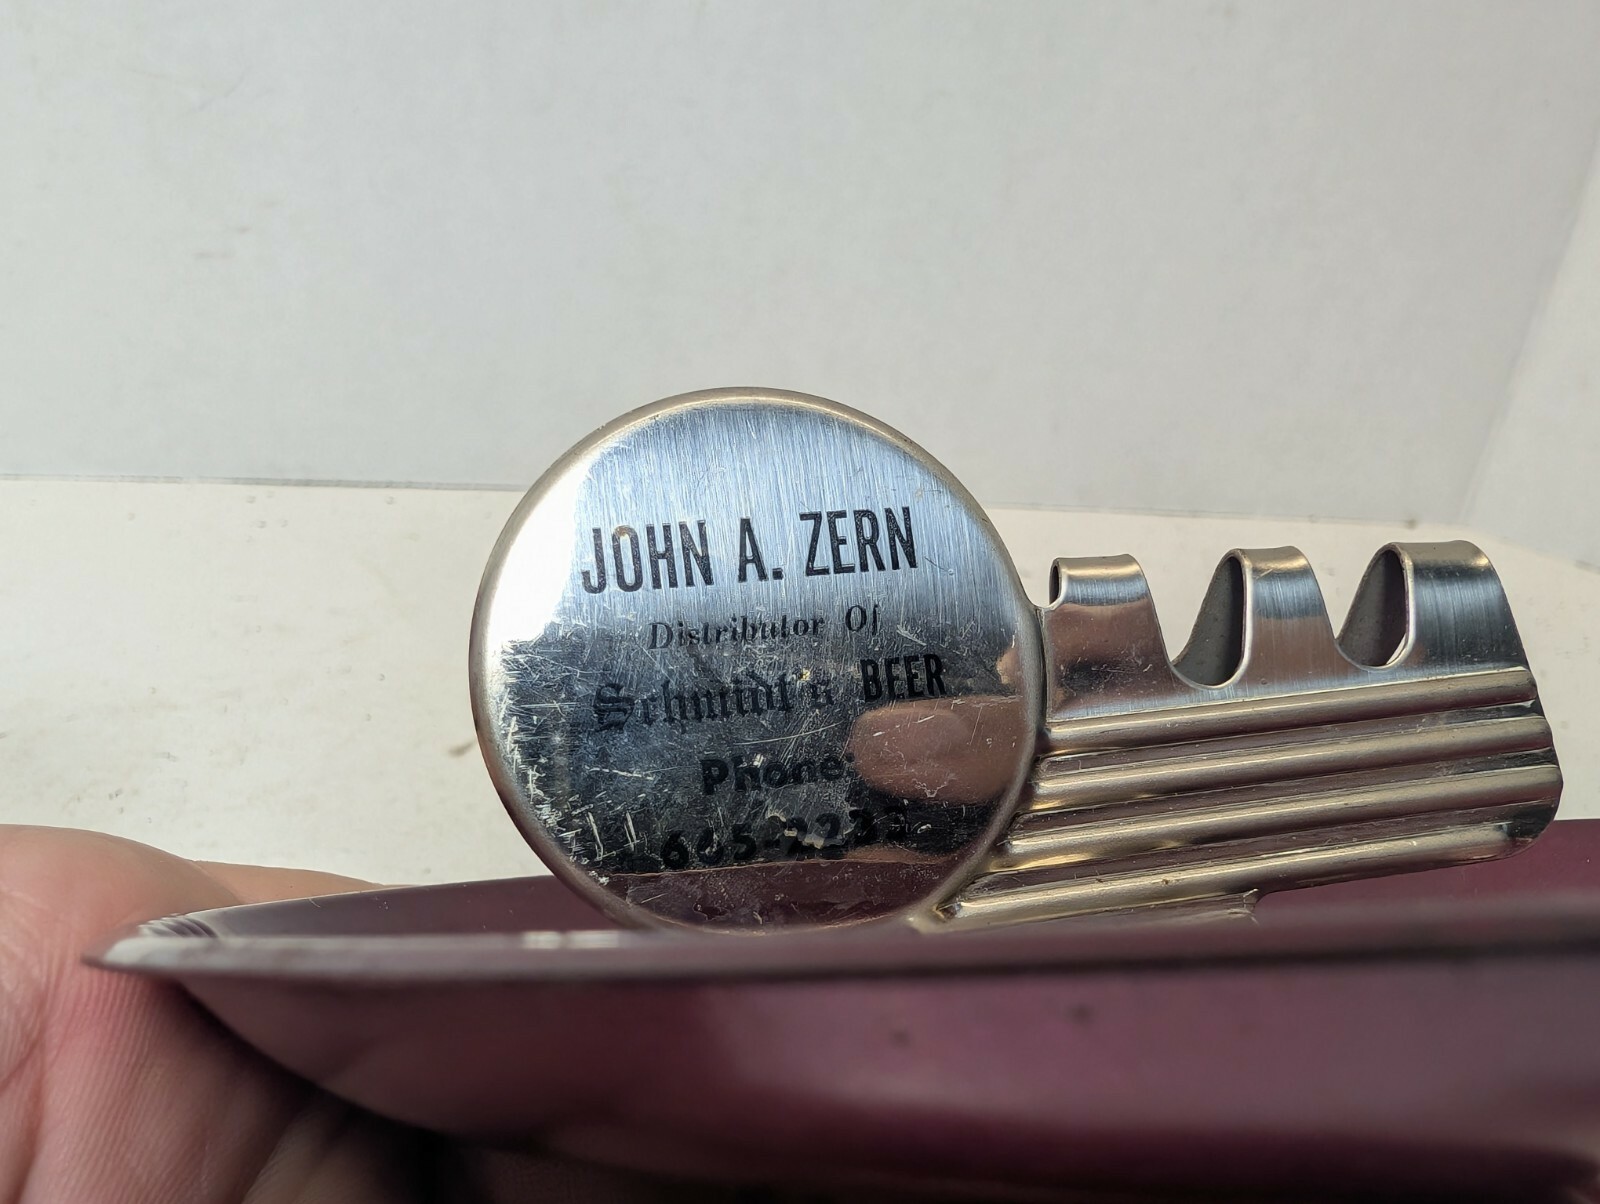 JOHN A. ZERN
Distributor Of
Schmidt's BEER
Phone